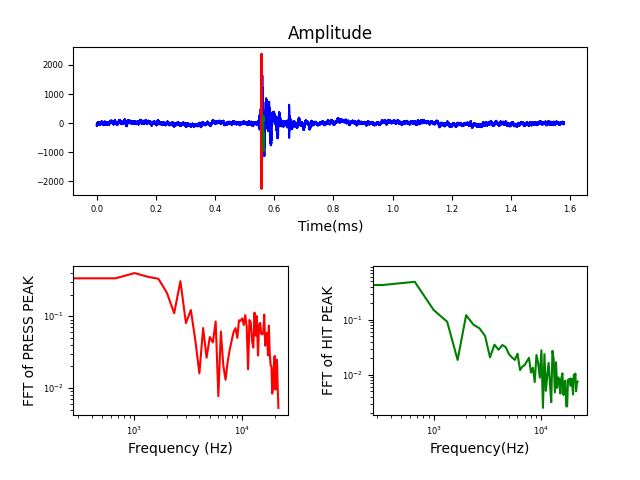 Amplitude
2000
1000
0
−1000
−2000
0.0 0.2 0.4 0.6 0.8 1.0 1.2 1.4 1.6
Time(ms)
FFT of PRESS PEAK
10⁻¹
10⁻²
10³ 10⁴
Frequency (Hz)
FFT of HIT PEAK
10⁻¹
10⁻²
10³ 10⁴
Frequency(Hz)